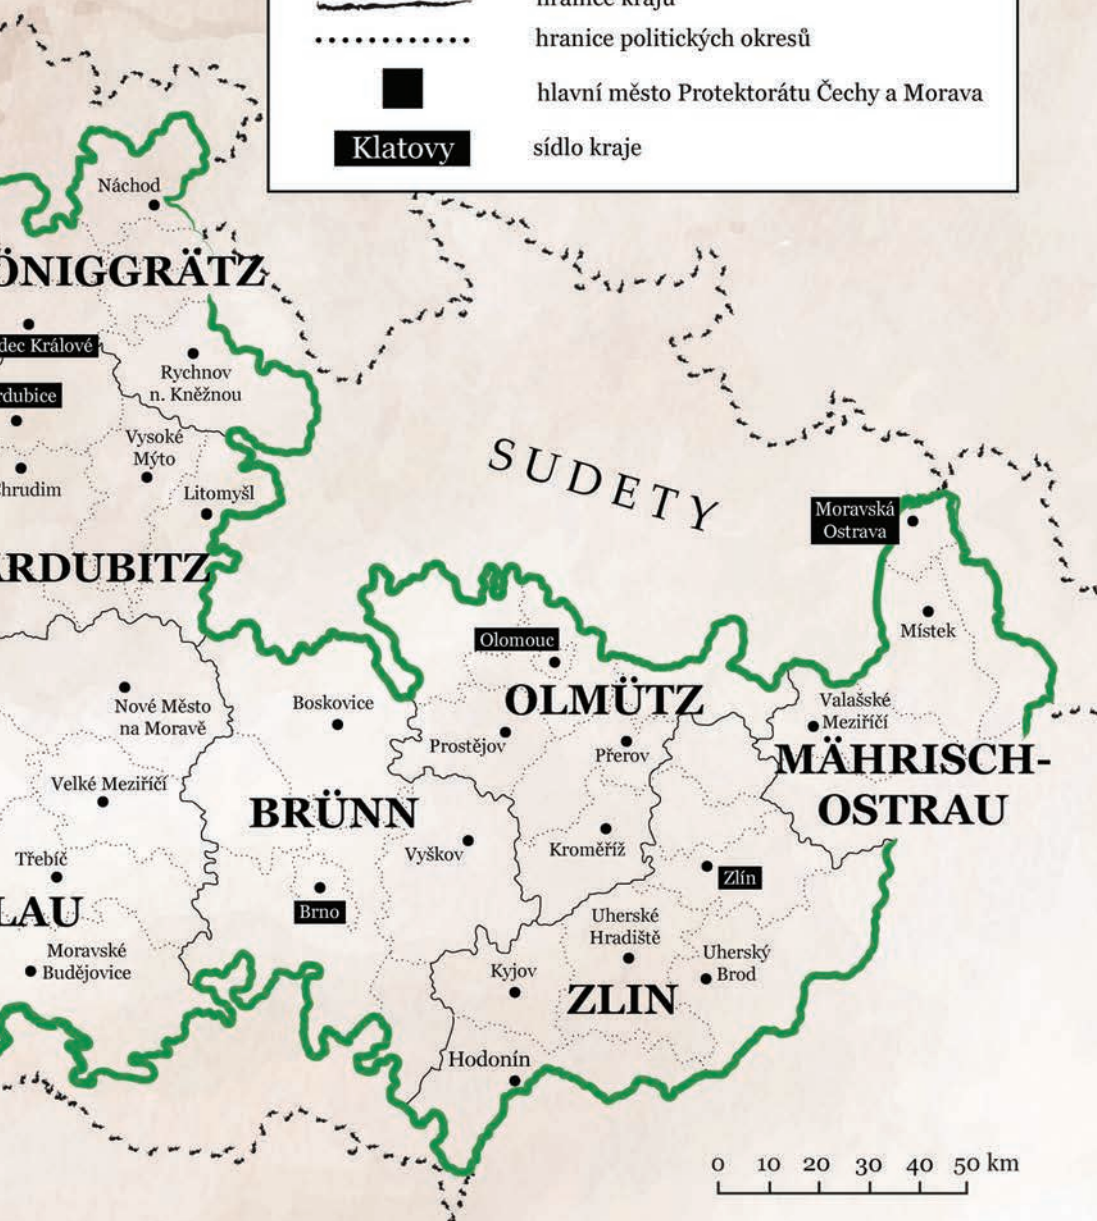 hranice krajů
hranice politických okresů
hlavní město Protektorátu Čechy a Morava
Klatovy
sídlo kraje
Náchod
ÖNIGGRÄTZ
dec Králové
Rychnov
n. Kněžnou
rdubice
Vysoké
Mýto
hrudim
Litomyšl
SUDETY
Moravská
Ostrava
ARDUBITZ
Místek
Olomouc
OLMÜTZ
Nové Město
na Moravě
Boskovice
Valašské
Meziříčí
Prostějov
Přerov
MÄHRISCH-
OSTRAU
Velké Meziříčí
BRÜNN
Vyškov
Kroměříž
Třebíč
Zlín
LAU
Brno
Uherské
Hradiště
Moravské
Budějovice
Uherský
Brod
Kyjov
ZLIN
Hodonín
0 10 20 30 40 50 km